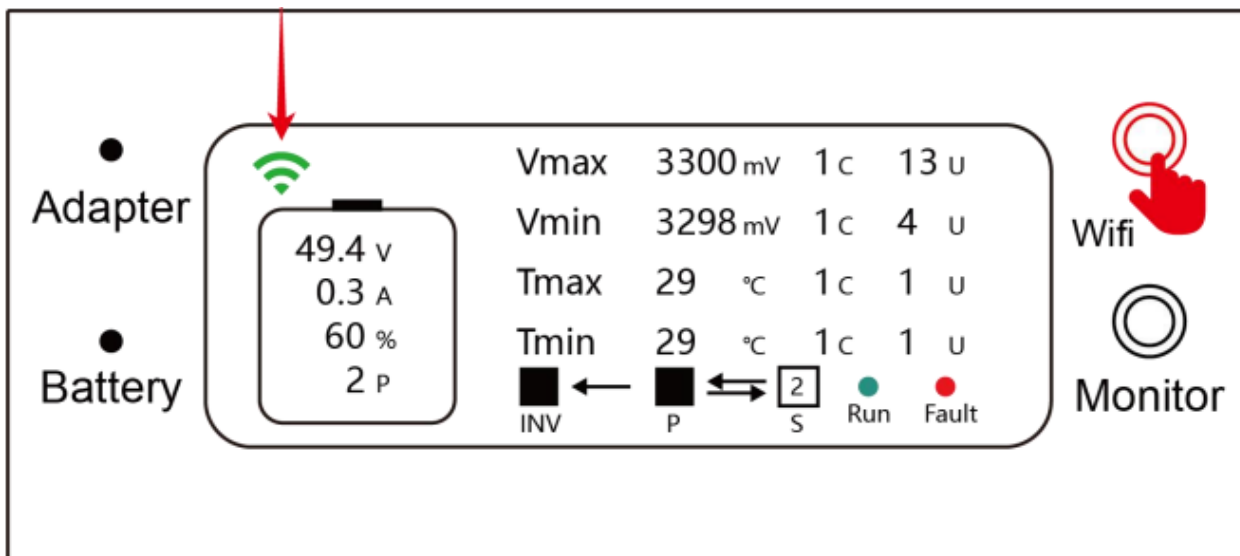 Adapter
Battery
49.4 V
0.3 A
60 %
2 P
Vmax 3300 mV 1 C 13 U
Vmin 3298 mV 1 C 4 U
Tmax 29 ℃ 1 C 1 U
Tmin 29 ℃ 1 C 1 U
2
INV P S Run Fault
Wifi
Monitor